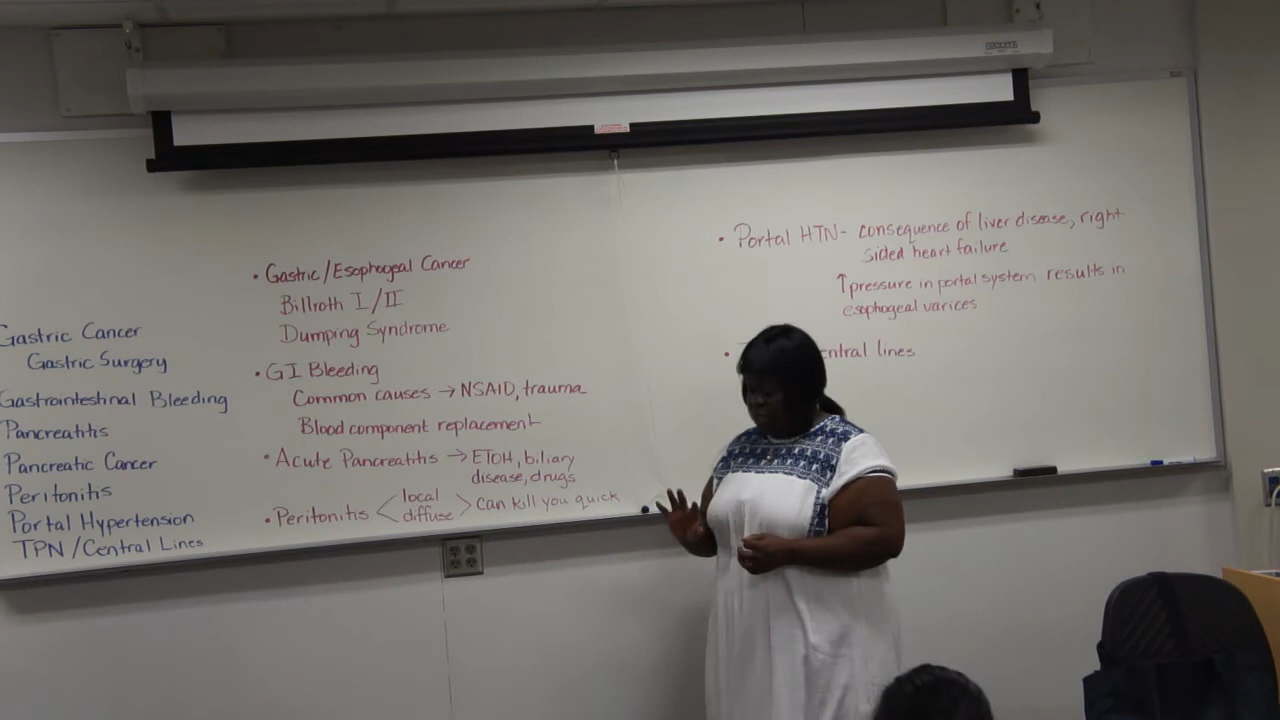 Gastric Cancer
Gastric Surgery
Gastrointestinal Bleeding
Pancreatitis
Pancreatic Cancer
Peritonitis
Portal Hypertension
TPN/Central Lines
• Gastric/Esophogeal Cancer
Billroth I/II
Dumping Syndrome
• GI Bleeding
Common causes → NSAID, trauma
Blood component replacement
• Acute Pancreatitis → ETOH, biliary
disease, drugs
• Peritonitis < local
diffuse > Can kill you quick
• Portal HTN- consequence of liver disease, right
sided heart failure
↑pressure in portal system results in
esophogeal varices
• ntral lines